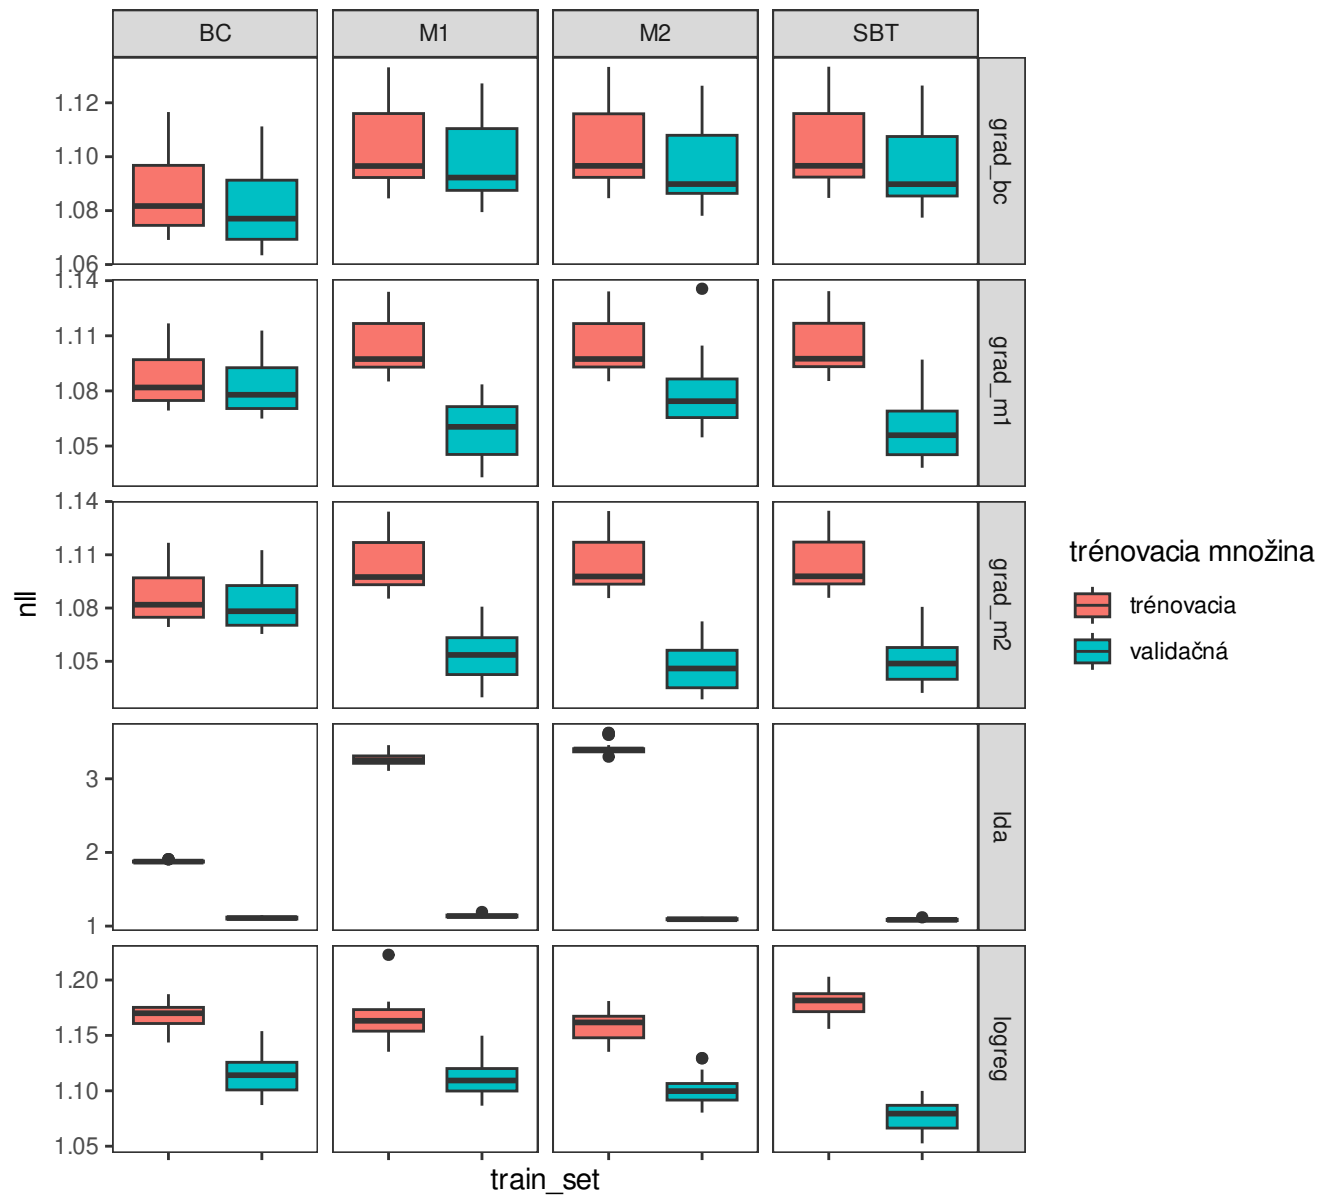 BC M1 M2 SBT
1.12
1.10
1.08
1.06
grad_bc
1.14
1.11
1.08
1.05
grad_m1
1.14
1.11
1.08
1.05
grad_m2
3
2
1
lda
1.20
1.15
1.10
1.05
logreg
nll
train_set
trénovacia množina
trénovacia
validačná